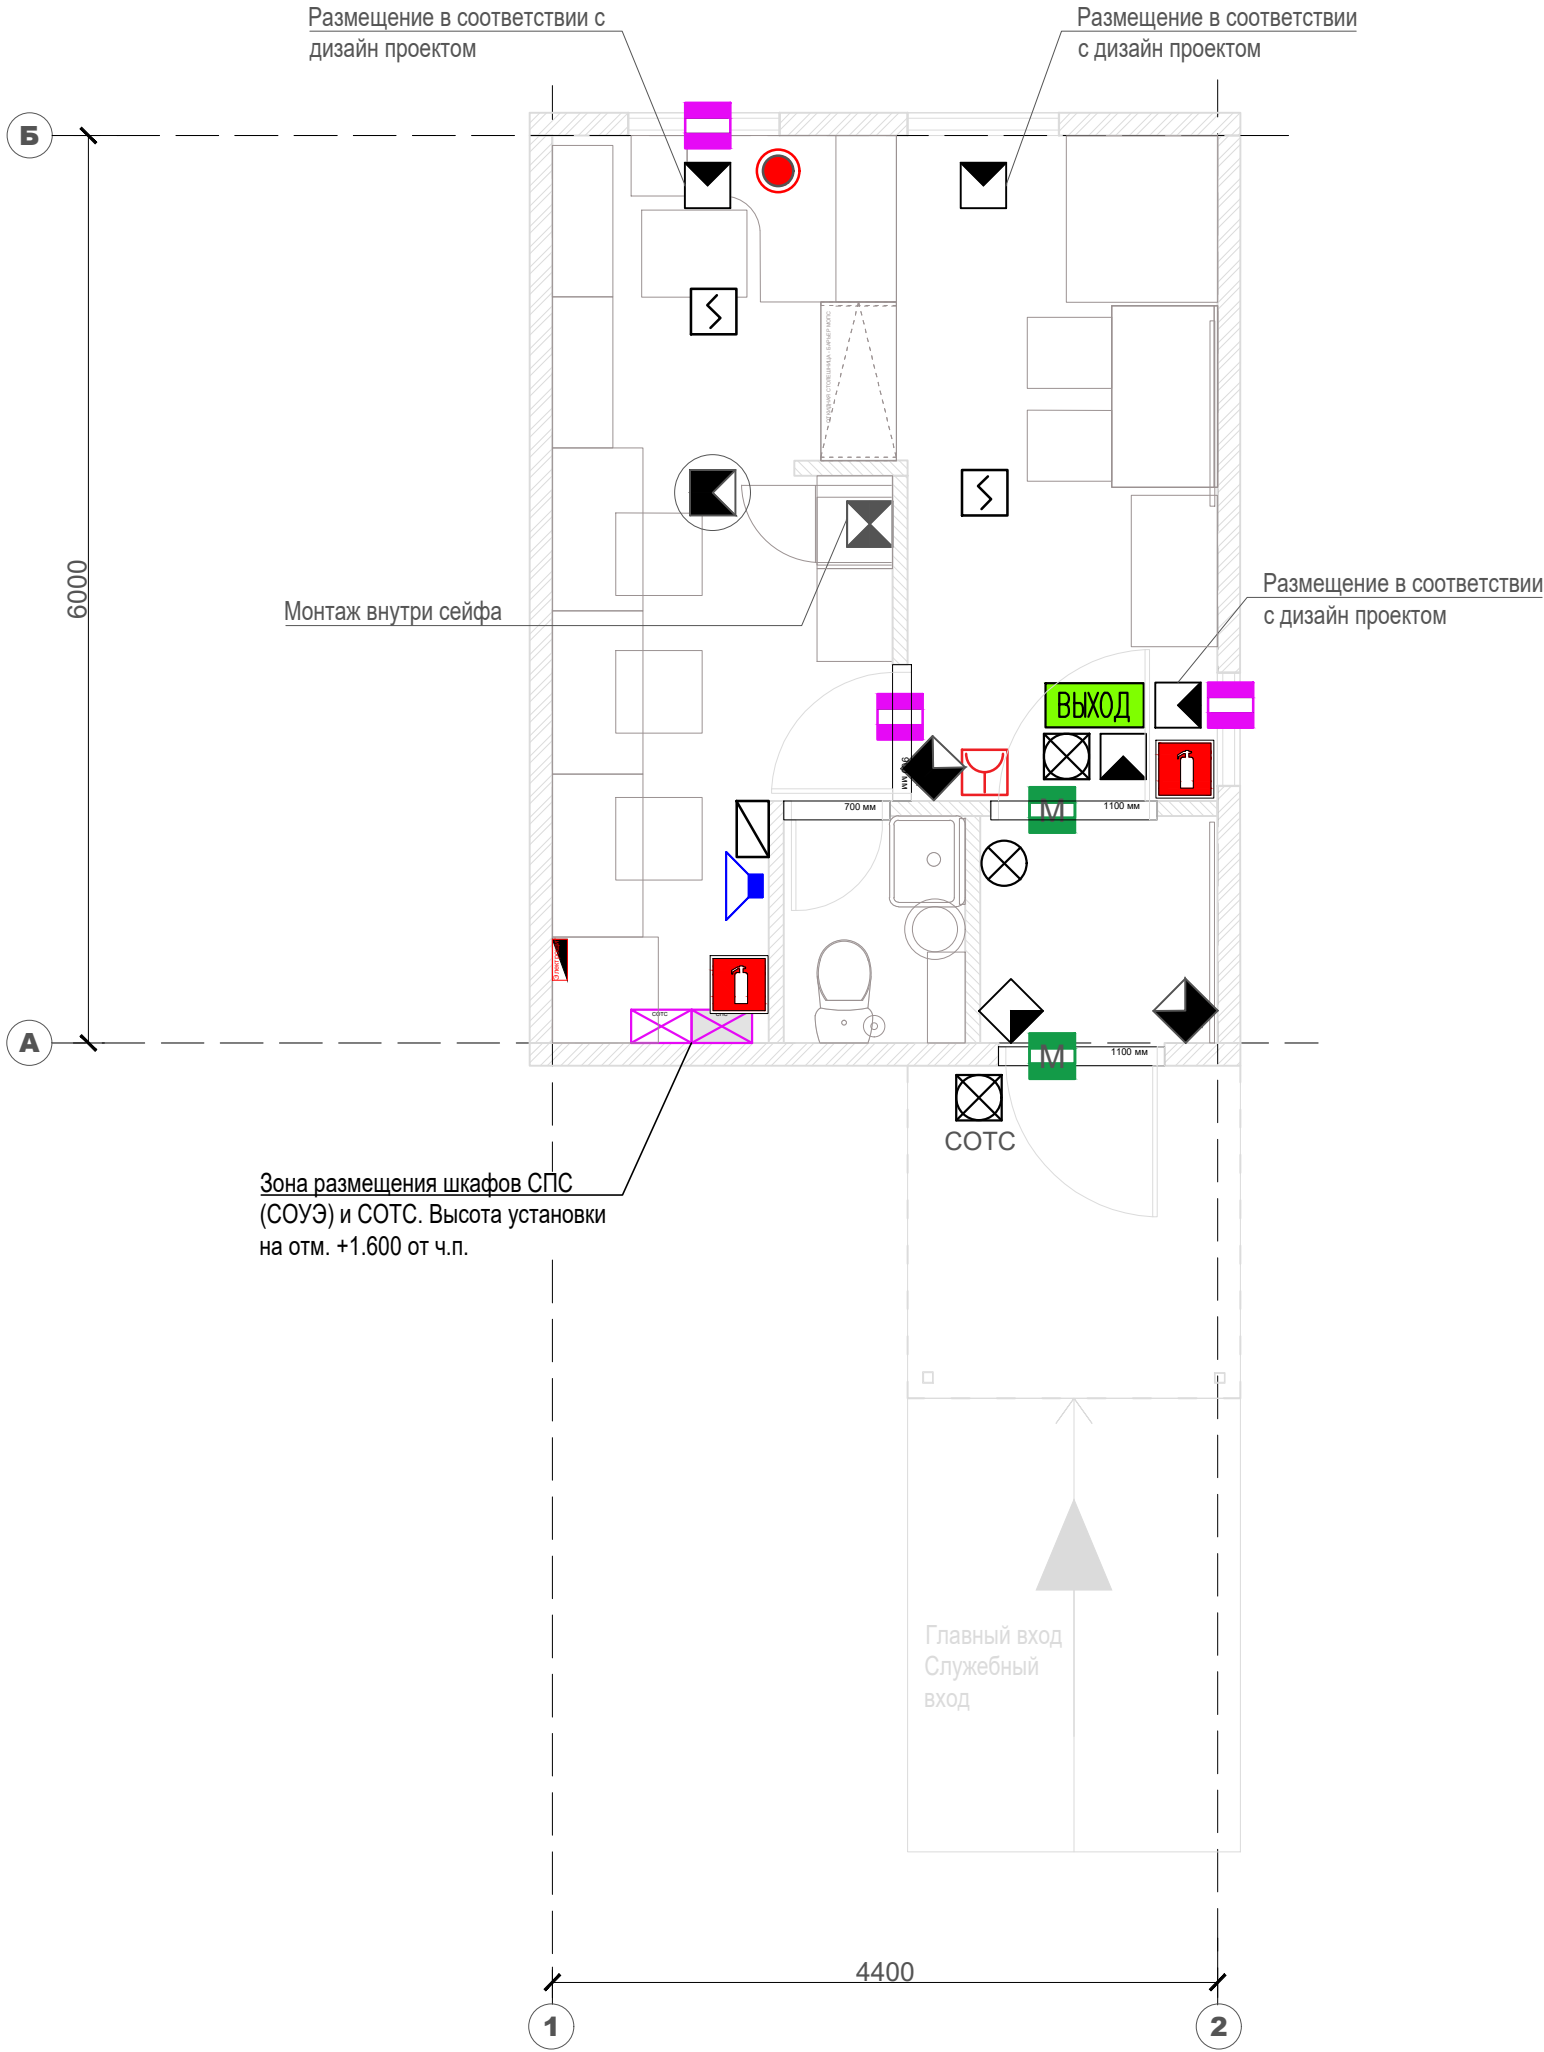 Размещение в соответствии с
дизайн проектом
Размещение в соответствии
с дизайн проектом
Б
6000
Монтаж внутри сейфа
Размещение в соответствии
с дизайн проектом
ВЫХОД
700 мм
М
1100 мм
СОТС
СПС
А
М
1100 мм
СОТС
Зона размещения шкафов СПС
(СОУЭ) и СОТС. Высота установки
на отм. +1.600 от ч.п.
Главный вход
Служебный
вход
4400
1
2